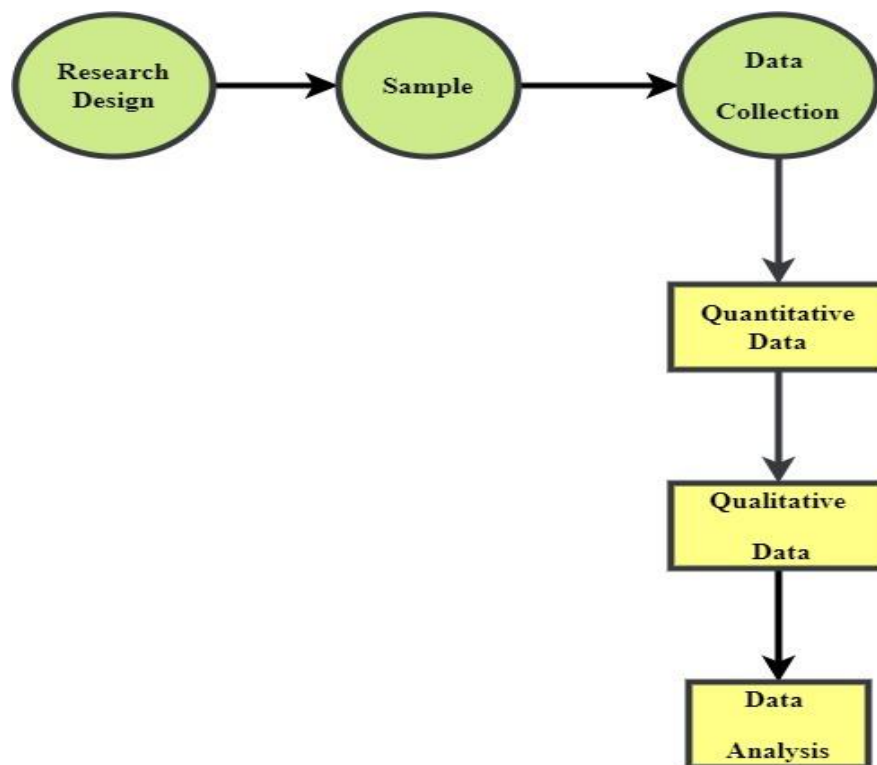 Research
Design
Sample
Data
Collection
Quantitative
Data
Qualitative
Data
Data
Analysis